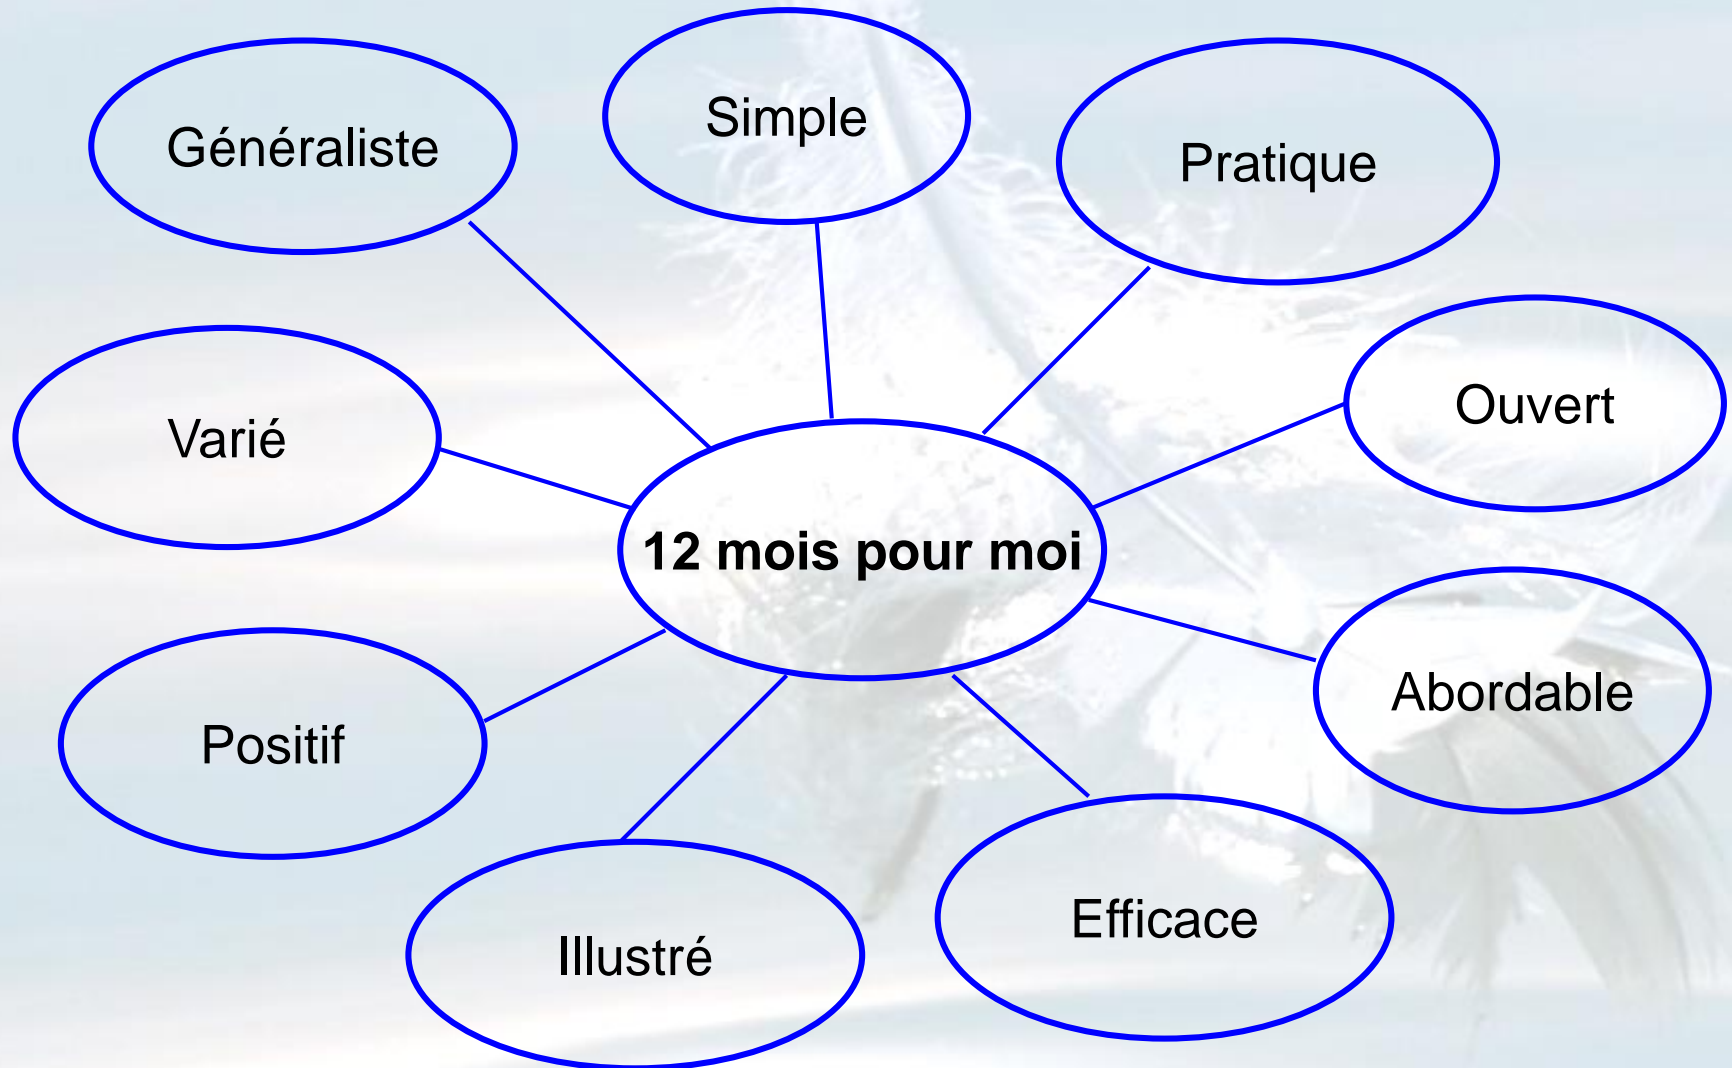 Généraliste
Simple
Pratique
Varié
Ouvert
12 mois pour moi
Positif
Abordable
Illustré
Efficace